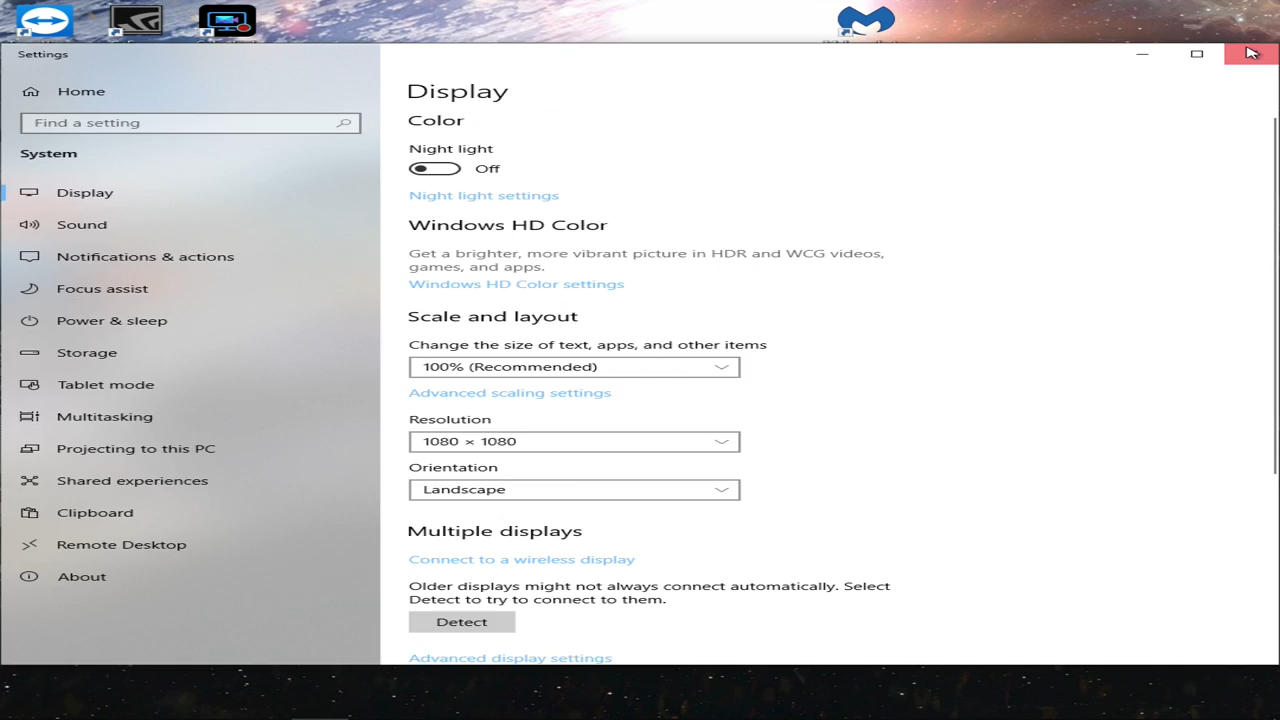 Settings
Home
Find a setting
System
Display
Sound
Notifications & actions
Focus assist
Power & sleep
Storage
Tablet mode
Multitasking
Projecting to this PC
Shared experiences
Clipboard
Remote Desktop
About
Display
Color
Night light
Off
Night light settings
Windows HD Color
Get a brighter, more vibrant picture in HDR and WCG videos,
games, and apps.
Windows HD Color settings
Scale and layout
Change the size of text, apps, and other items
100% (Recommended)
Advanced scaling settings
Resolution
1080 × 1080
Orientation
Landscape
Multiple displays
Connect to a wireless display
Older displays might not always connect automatically. Select
Detect to try to connect to them.
Detect
Advanced display settings